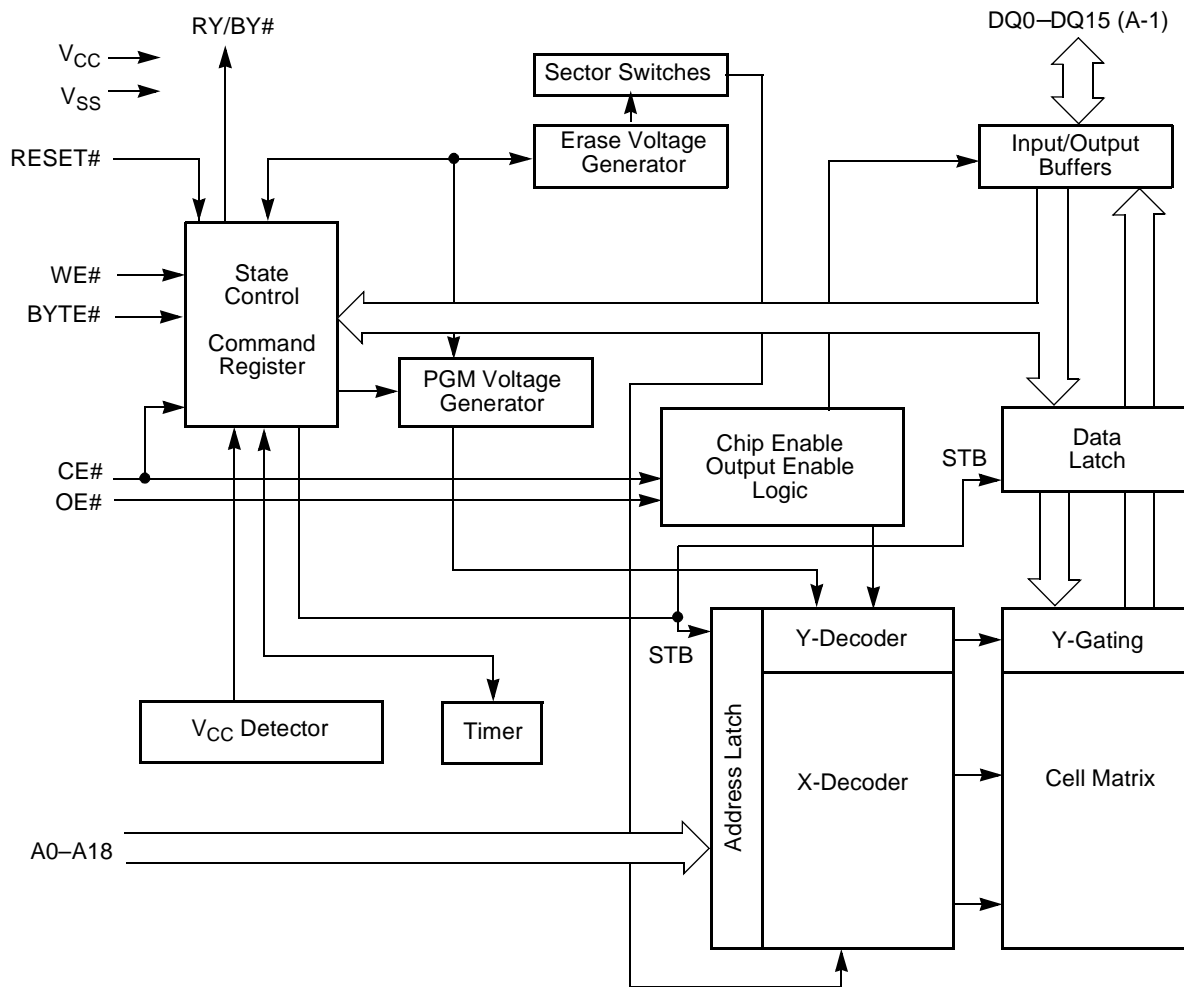 RY/BY#
DQ0–DQ15 (A-1)
VCC
VSS
Sector Switches
Erase Voltage
Generator
Input/Output
Buffers
RESET#
WE#
BYTE#
State
Control
Command
Register
PGM Voltage
Generator
Chip Enable
Output Enable
Logic
STB
Data
Latch
CE#
OE#
STB
Y-Decoder
Y-Gating
VCC Detector
Timer
Address Latch
X-Decoder
Cell Matrix
A0–A18